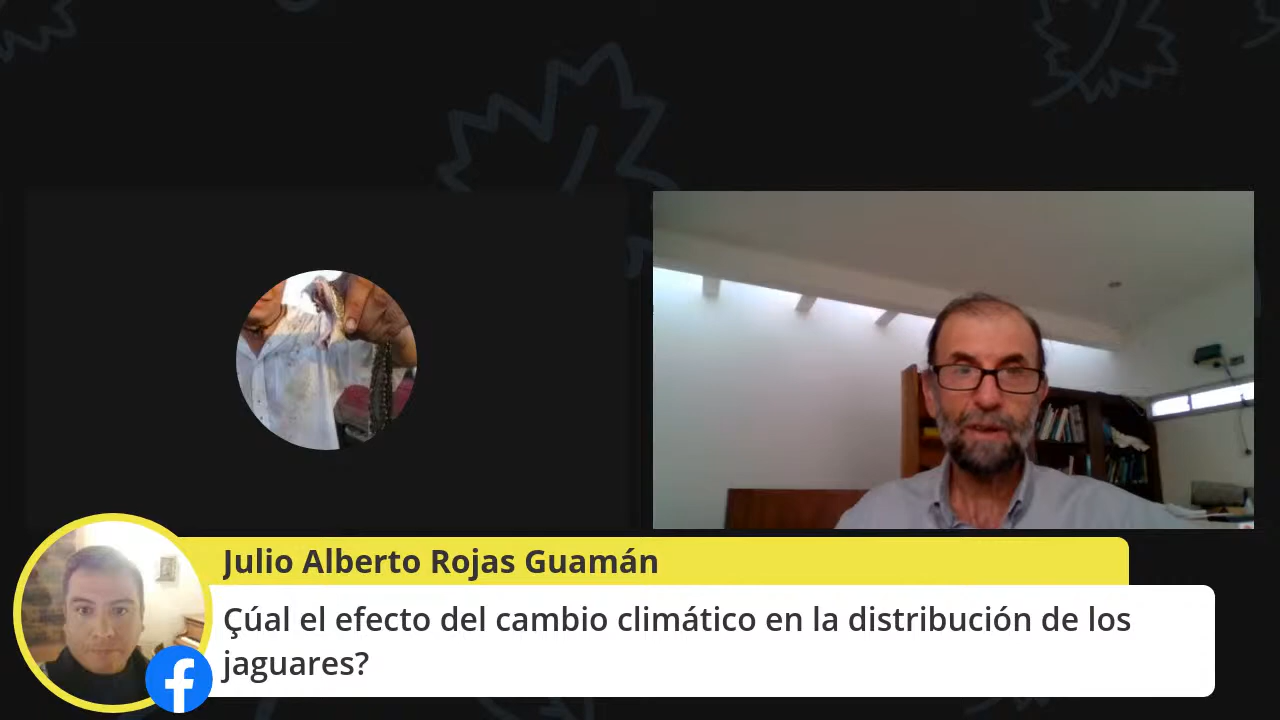 Julio Alberto Rojas Guamán
Çúal el efecto del cambio climático en la distribución de los
jaguares?